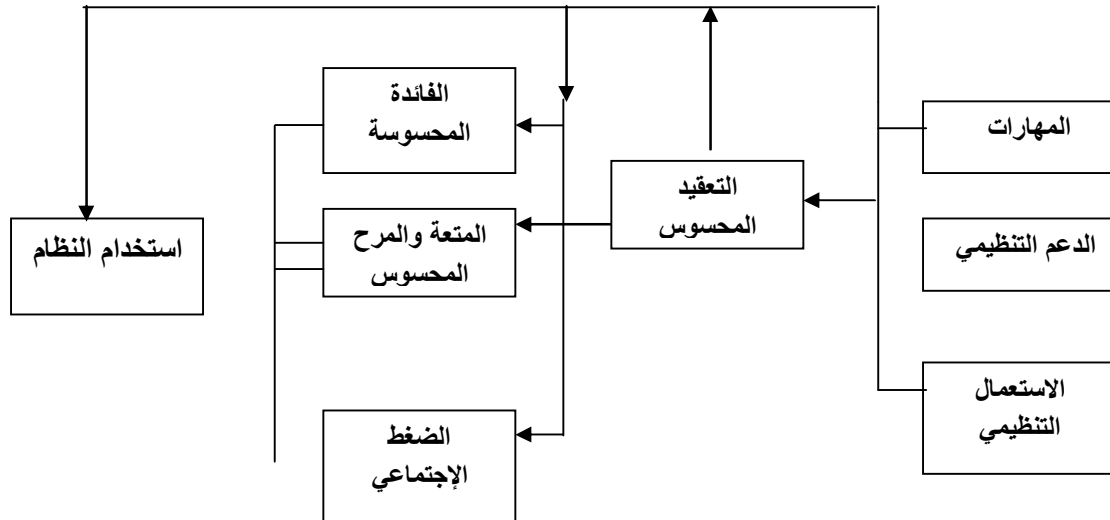 المهارات
الدعم التنظيمي
الاستعمال
التنظيمي
التعقيد
المحسوس
الفائدة
المحسوسة
المتعة والمرح
المحسوس
الضغط
الإجتماعي
استخدام النظام